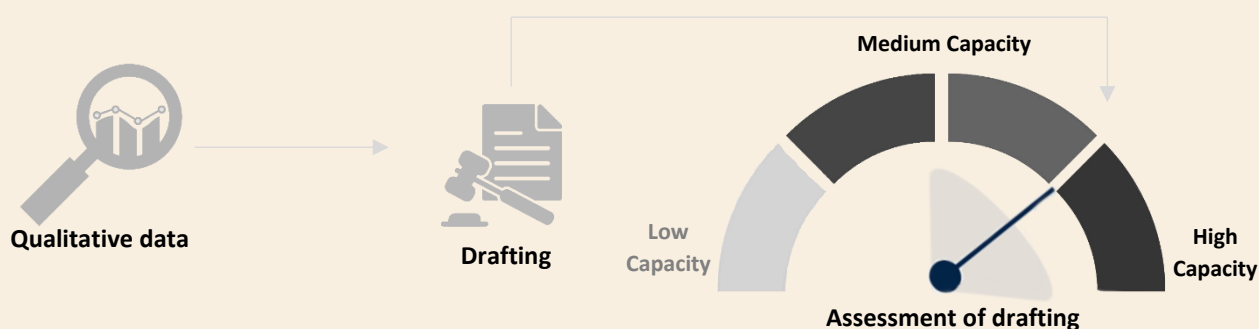 Medium Capacity
Qualitative data
Drafting
Low
Capacity
High
Capacity
Assessment of drafting